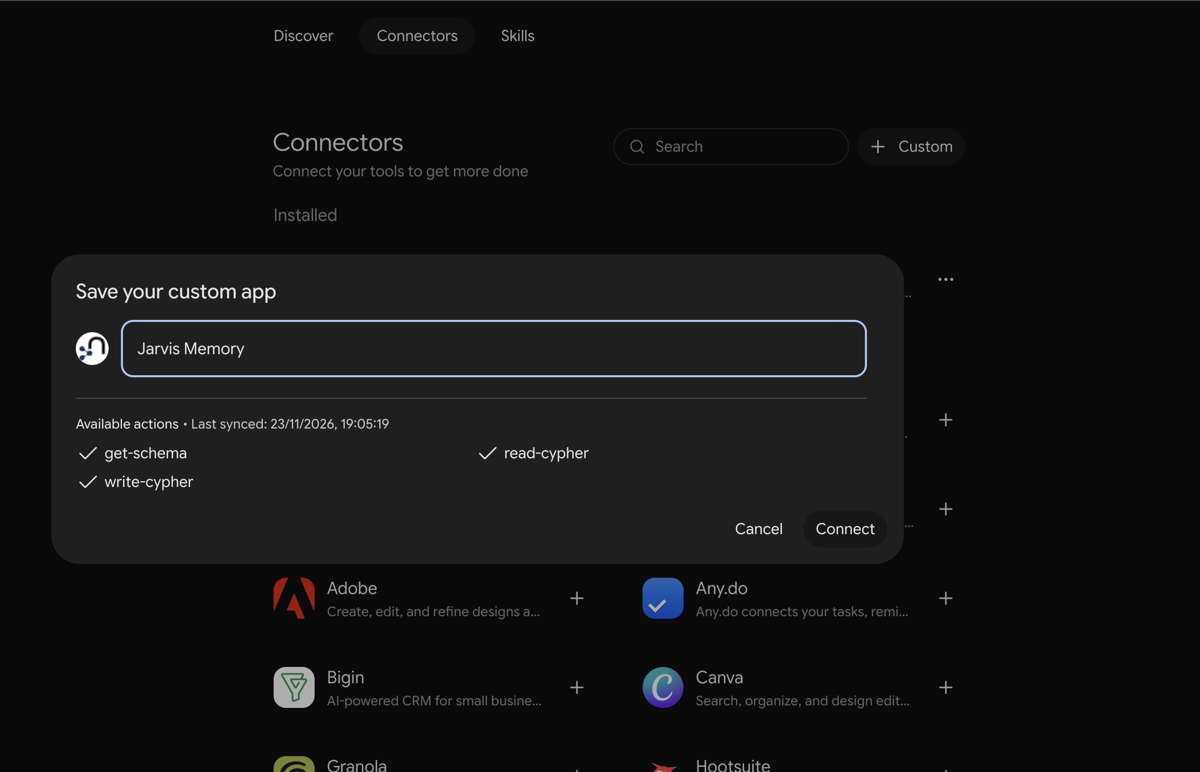 Discover Connectors Skills
Connectors
Search
Custom
Connect your tools to get more done
Installed
Save your custom app
Jarvis Memory
Available actions • Last synced: 23/11/2026, 19:05:19
get-schema
read-cypher
write-cypher
Cancel
Connect
Adobe
Create, edit, and refine designs a...
Any.do
Any.do connects your tasks, remi...
Bigin
AI-powered CRM for small busine...
Canva
Search, organize, and design edit...
Granola
Hootsuite